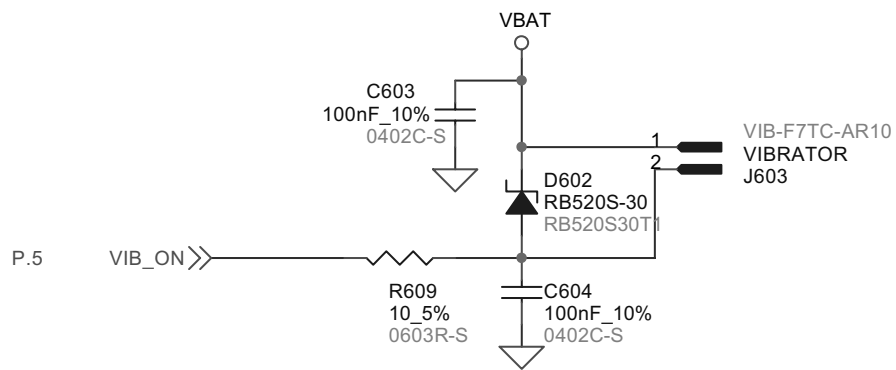 VBAT
C603
100nF_10%
0402C-S
1
VIB-F7TC-AR10
2
VIBRATOR
J603
D602
RB520S-30
RB520S30T1
P.5
VIB_ON
R609
10_5%
0603R-S
C604
100nF_10%
0402C-S